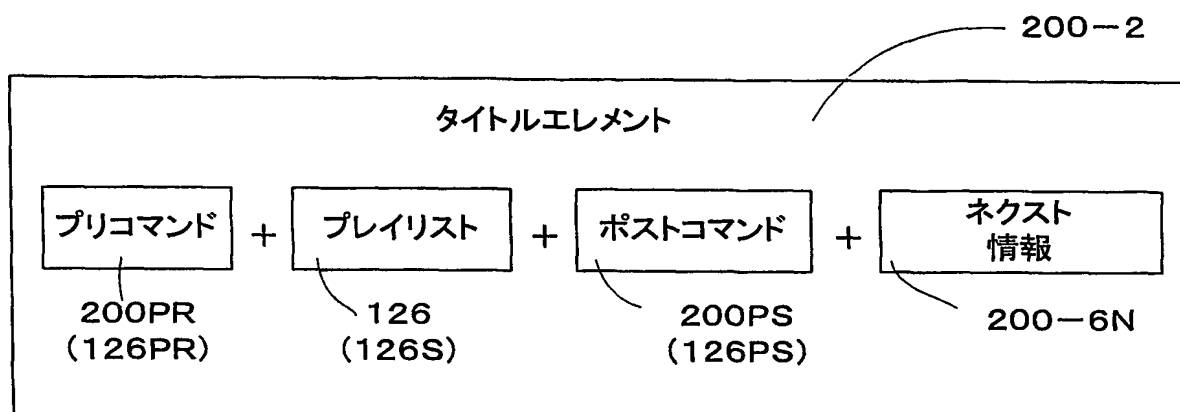 200-2
タイトルエレメント
プリコマンド + プレイリスト + ポストコマンド + ネクスト
情報
200PR 126 200PS 200-6N
(126PR) (126S) (126PS)